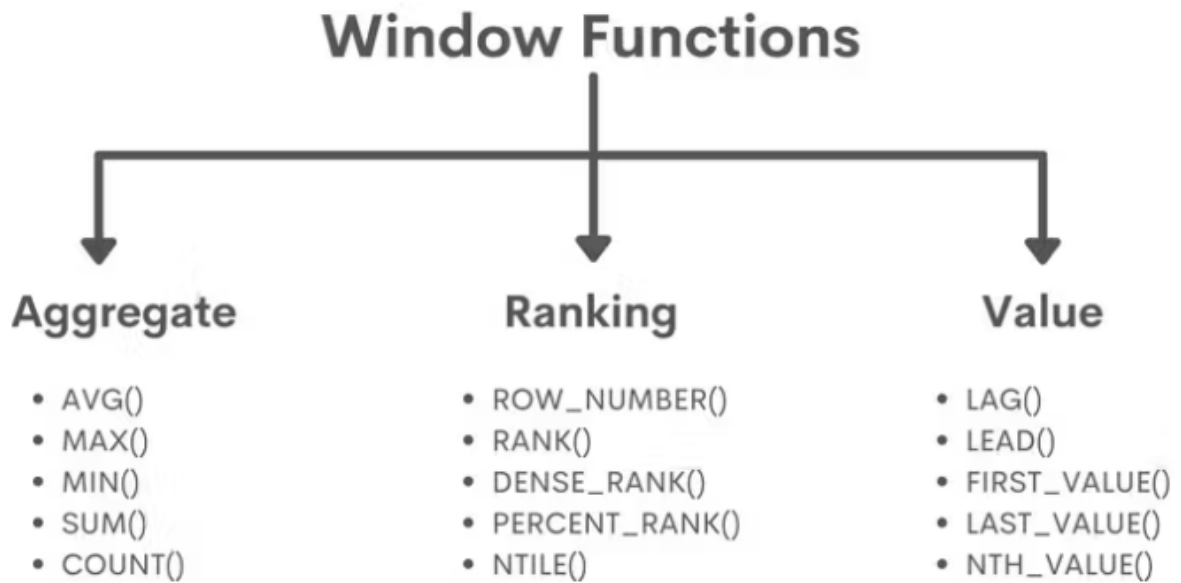 Window Functions
Aggregate
• AVG()
• MAX()
• MIN()
• SUM()
• COUNT()
Ranking
• ROW_NUMBER()
• RANK()
• DENSE_RANK()
• PERCENT_RANK()
• NTILE()
Value
• LAG()
• LEAD()
• FIRST_VALUE()
• LAST_VALUE()
• NTH_VALUE()